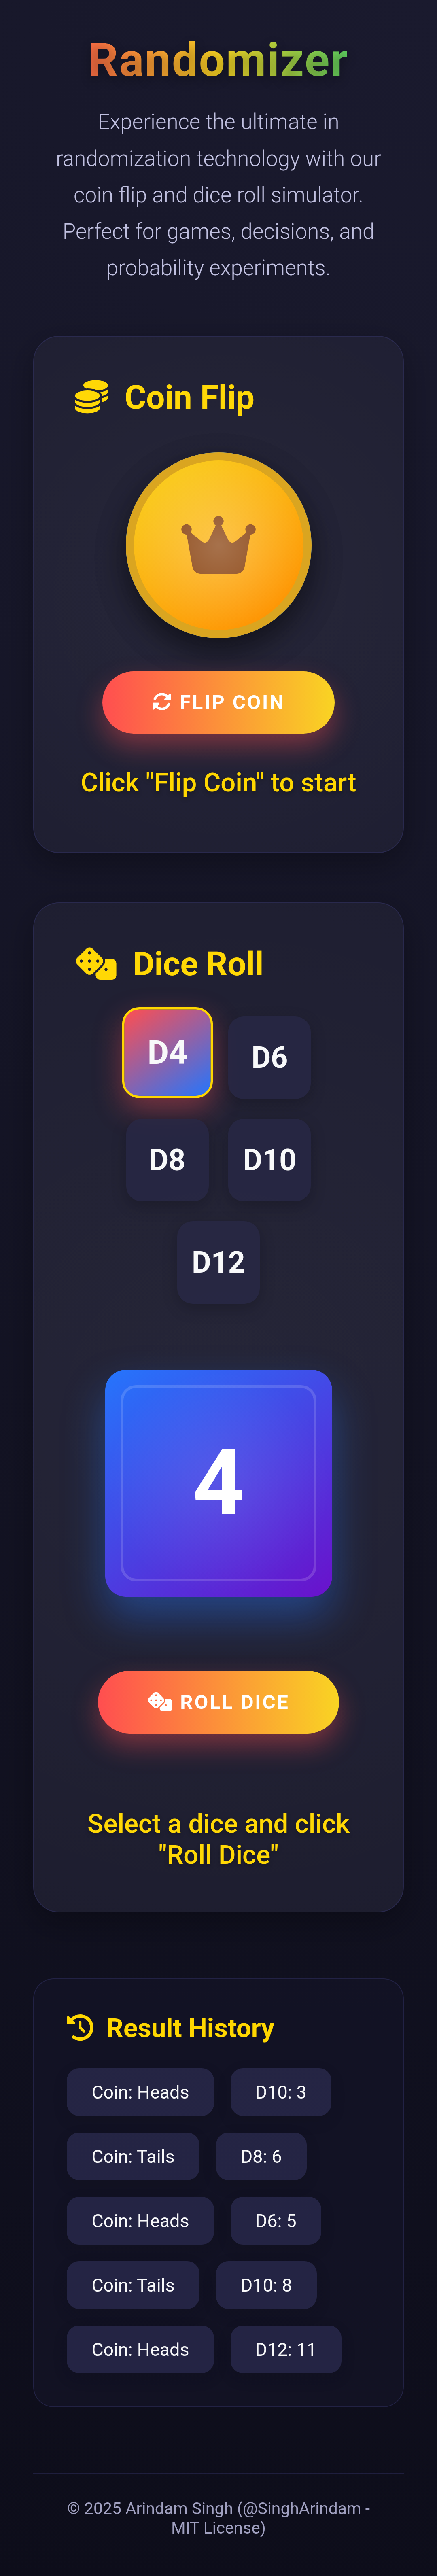 Randomizer
Experience the ultimate in
randomization technology with our
coin flip and dice roll simulator.
Perfect for games, decisions, and
probability experiments.
Coin Flip
FLIP COIN
Click "Flip Coin" to start
Dice Roll
D4 D6
D8 D10
D12
4
ROLL DICE
Select a dice and click
"Roll Dice"
Result History
Coin: Heads D10: 3
Coin: Tails D8: 6
Coin: Heads D6: 5
Coin: Tails D10: 8
Coin: Heads D12: 11
© 2025 Arindam Singh (@SinghArindam -
MIT License)